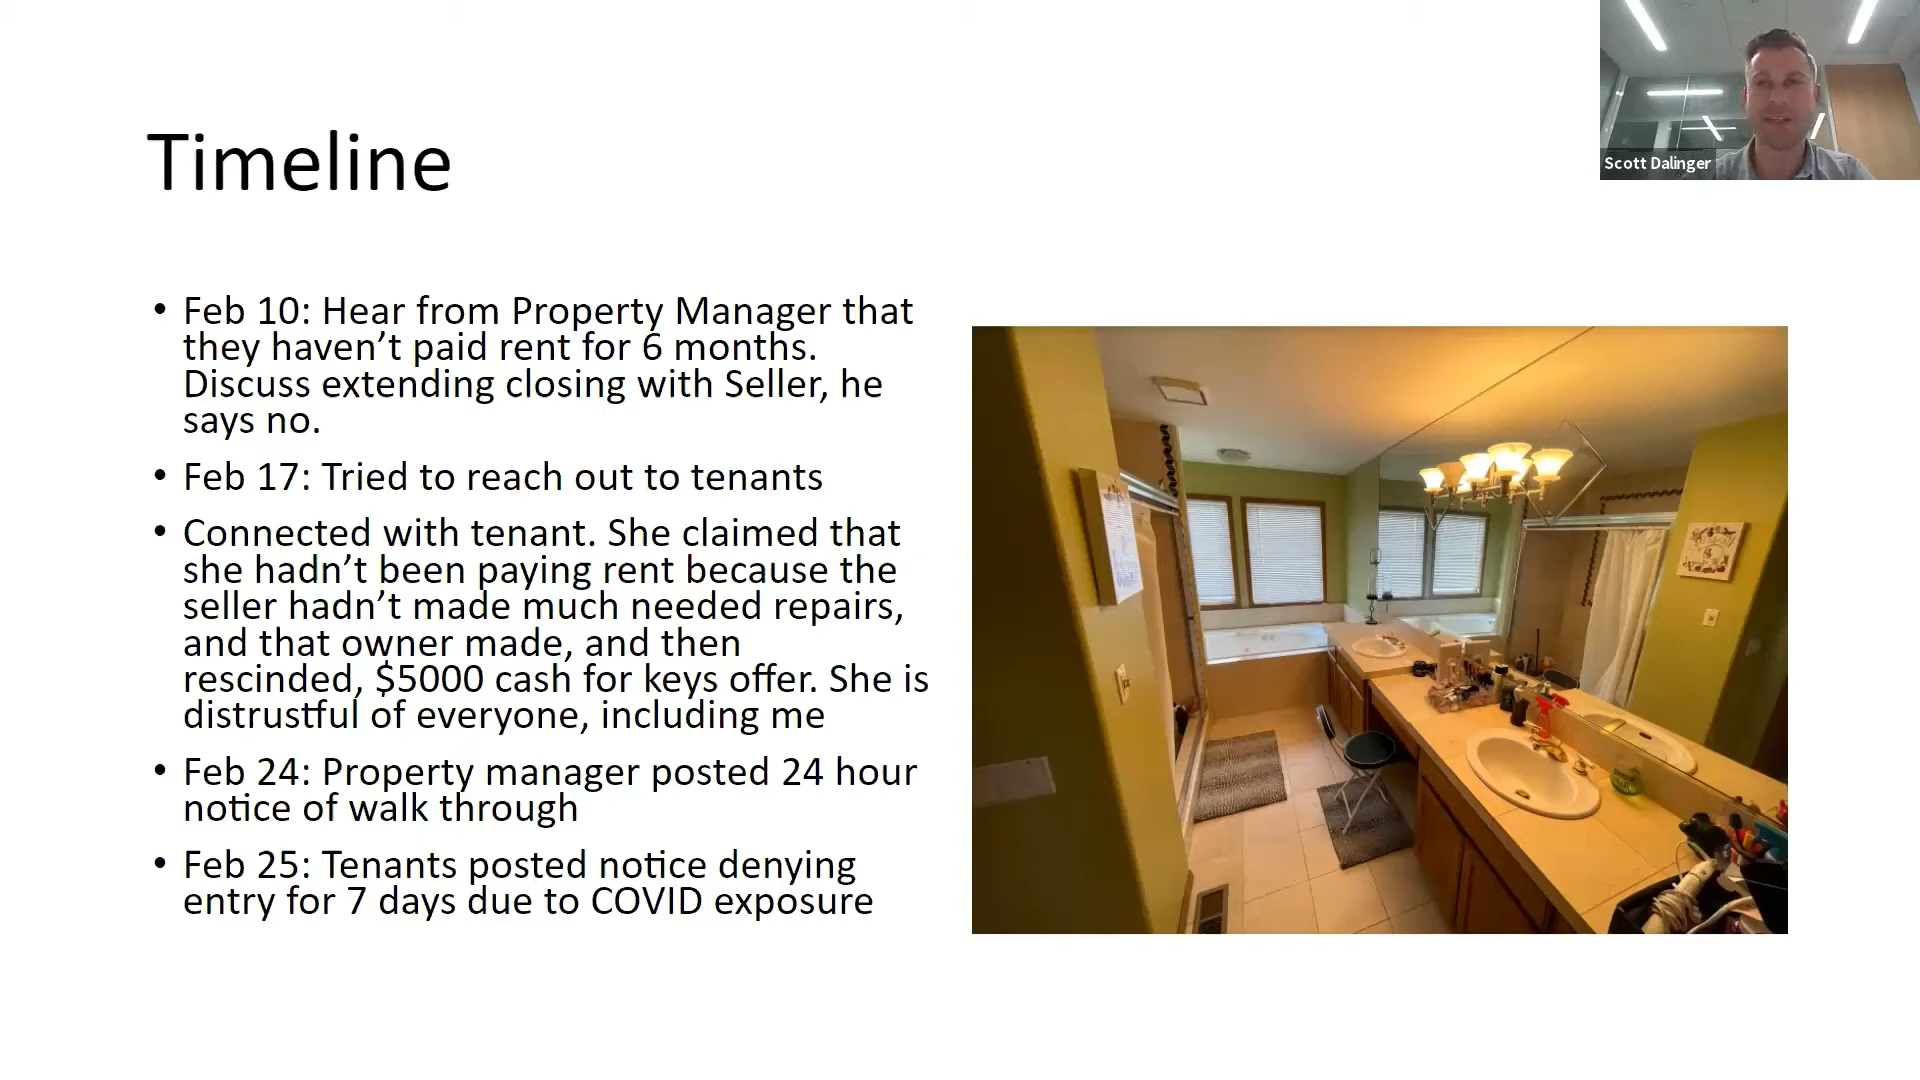 Scott Dalinger
Timeline
• Feb 10: Hear from Property Manager that
they haven’t paid rent for 6 months.
Discuss extending closing with Seller, he
says no.
• Feb 17: Tried to reach out to tenants
• Connected with tenant. She claimed that
she hadn’t been paying rent because the
seller hadn’t made much needed repairs,
and that owner made, and then
rescinded, $5000 cash for keys offer. She is
distrustful of everyone, including me
• Feb 24: Property manager posted 24 hour
notice of walk through
• Feb 25: Tenants posted notice denying
entry for 7 days due to COVID exposure